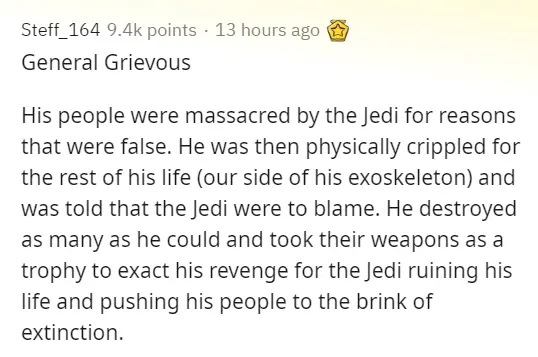 Steff_164 9.4k points · 13 hours ago
General Grievous
His people were massacred by the Jedi for reasons
that were false. He was then physically crippled for
the rest of his life (our side of his exoskeleton) and
was told that the Jedi were to blame. He destroyed
as many as he could and took their weapons as a
trophy to exact his revenge for the Jedi ruining his
life and pushing his people to the brink of
extinction.